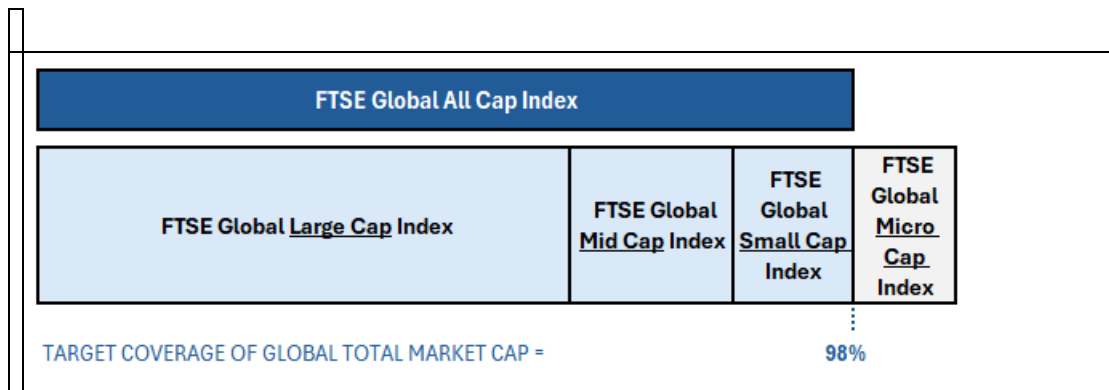 FTSE Global All Cap Index
FTSE Global Large Cap Index
FTSE Global
Mid Cap Index
FTSE
Global
Small Cap
Index
FTSE
Global
Micro
Cap
Index
TARGET COVERAGE OF GLOBAL TOTAL MARKET CAP =
98%